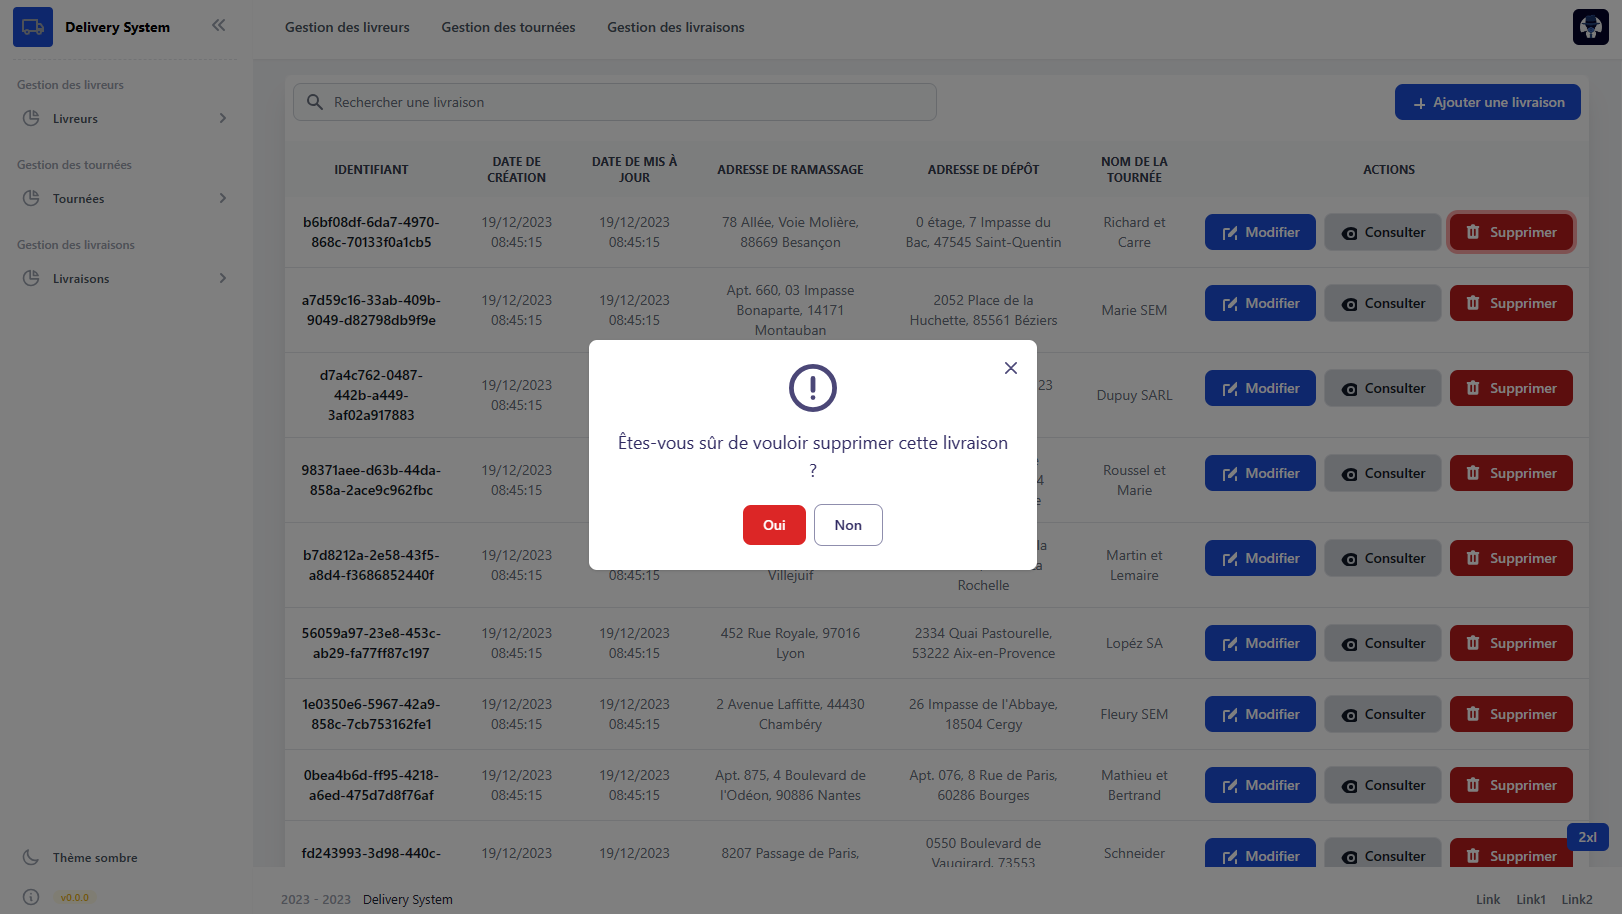 Delivery System
Gestion des livreurs
Gestion des tournées
Gestion des livraisons
Gestion des livreurs
Livreurs
Gestion des tournées
Tournées
Gestion des livraisons
Livraisons
Thème sombre
v0.0.0
Rechercher une livraison
Ajouter une livraison
IDENTIFIANT
DATE DE
CRÉATION
DATE DE MIS À
JOUR
ADRESSE DE RAMASSAGE
ADRESSE DE DÉPÔT
NOM DE LA
TOURNÉE
ACTIONS
b6bf08df-6da7-4970-
868c-70133f0a1cb5
19/12/2023
08:45:15
19/12/2023
08:45:15
78 Allée, Voie Molière,
88669 Besançon
0 étage, 7 Impasse du
Bac, 47545 Saint-Quentin
Richard et
Carre
Modifier
Consulter
Supprimer
a7d59c16-33ab-409b-
9049-d82798db9f9e
19/12/2023
08:45:15
19/12/2023
08:45:15
Apt. 660, 03 Impasse
Bonaparte, 14171
Montauban
2052 Place de la
Huchette, 85561 Béziers
Marie SEM
Modifier
Consulter
Supprimer
d7a4c762-0487-
442b-a449-
3af02a917883
19/12/2023
08:45:15
23
Dupuy SARL
Modifier
Consulter
Supprimer
98371aee-d63b-44da-
858a-2ace9c962fbc
19/12/2023
08:45:15
Roussel et
Marie
Modifier
Consulter
Supprimer
b7d8212a-2e58-43f5-
a8d4-f3686852440f
19/12/2023
08:45:15
08:45:15
Villejuif
la
Rochelle
Martin et
Lemaire
Modifier
Consulter
Supprimer
56059a97-23e8-453c-
ab29-fa77ff87c197
19/12/2023
08:45:15
19/12/2023
08:45:15
452 Rue Royale, 97016
Lyon
2334 Quai Pastourelle,
53222 Aix-en-Provence
Lopéz SA
Modifier
Consulter
Supprimer
1e0350e6-5967-42a9-
858c-7cb753162fe1
19/12/2023
08:45:15
19/12/2023
08:45:15
2 Avenue Laffitte, 44430
Chambéry
26 Impasse de l'Abbaye,
18504 Cergy
Fleury SEM
Modifier
Consulter
Supprimer
0bea4b6d-ff95-4218-
a6ed-475d7d8f76af
19/12/2023
08:45:15
19/12/2023
08:45:15
Apt. 875, 4 Boulevard de
l'Odéon, 90886 Nantes
Apt. 076, 8 Rue de Paris,
60286 Bourges
Mathieu et
Bertrand
Modifier
Consulter
Supprimer
fd243993-3d98-440c-
19/12/2023
19/12/2023
8207 Passage de Paris,
0550 Boulevard de
Vaugirard, 73553
Schneider
Modifier
Consulter
Supprimer
2xl
Êtes-vous sûr de vouloir supprimer cette livraison
?
Oui
Non
2023 - 2023
Delivery System
Link
Link1
Link2